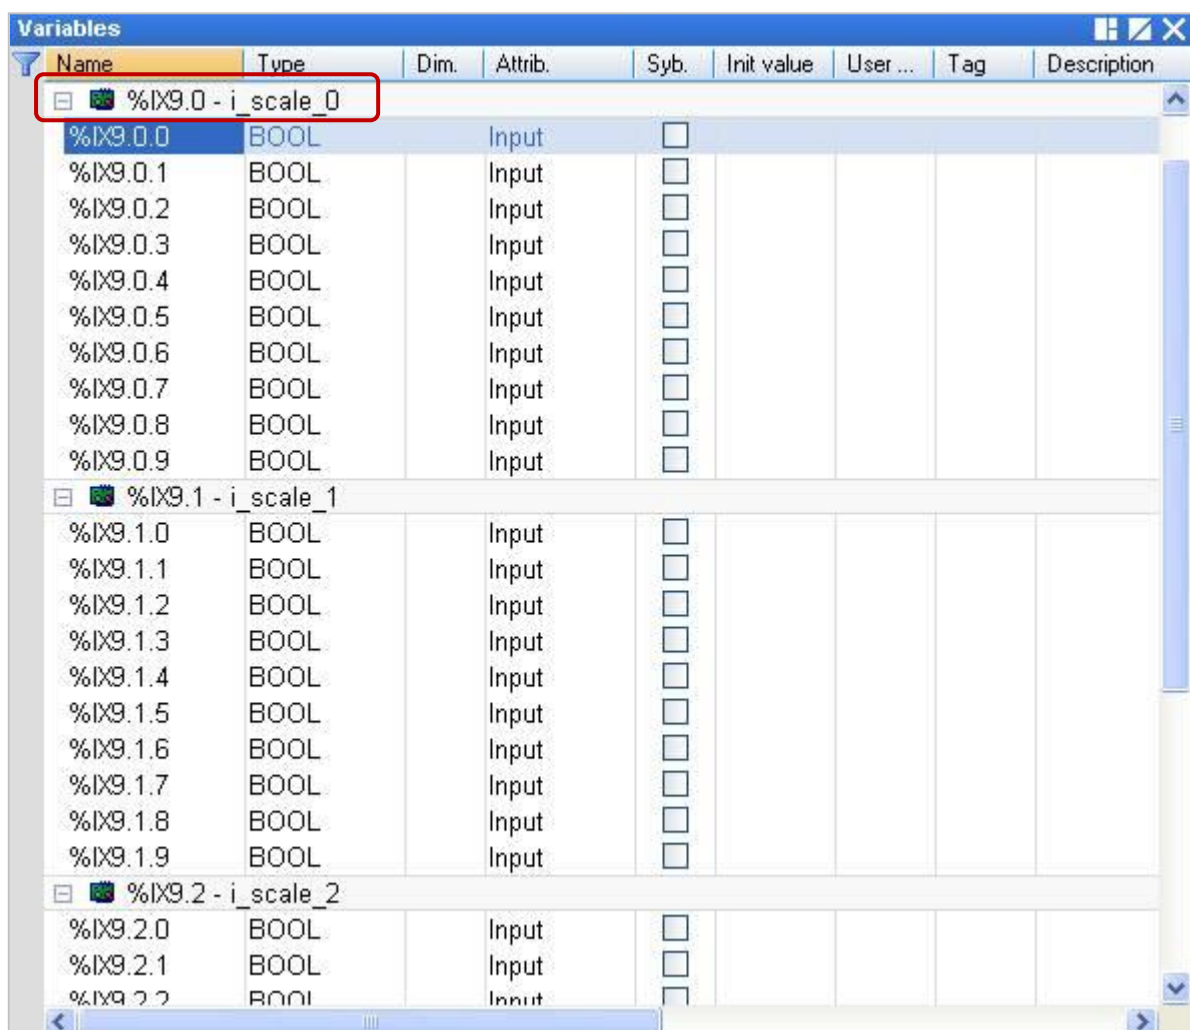 Variables
Name Type Dim. Attrib. Syb. Init value User ... Tag Description
%IX9.0 - i_scale_0
%IX9.0.0 BOOL Input
%IX9.0.1 BOOL Input
%IX9.0.2 BOOL Input
%IX9.0.3 BOOL Input
%IX9.0.4 BOOL Input
%IX9.0.5 BOOL Input
%IX9.0.6 BOOL Input
%IX9.0.7 BOOL Input
%IX9.0.8 BOOL Input
%IX9.0.9 BOOL Input
%IX9.1 - i_scale_1
%IX9.1.0 BOOL Input
%IX9.1.1 BOOL Input
%IX9.1.2 BOOL Input
%IX9.1.3 BOOL Input
%IX9.1.4 BOOL Input
%IX9.1.5 BOOL Input
%IX9.1.6 BOOL Input
%IX9.1.7 BOOL Input
%IX9.1.8 BOOL Input
%IX9.1.9 BOOL Input
%IX9.2 - i_scale_2
%IX9.2.0 BOOL Input
%IX9.2.1 BOOL Input
%IX9.2.2 BOOL Input